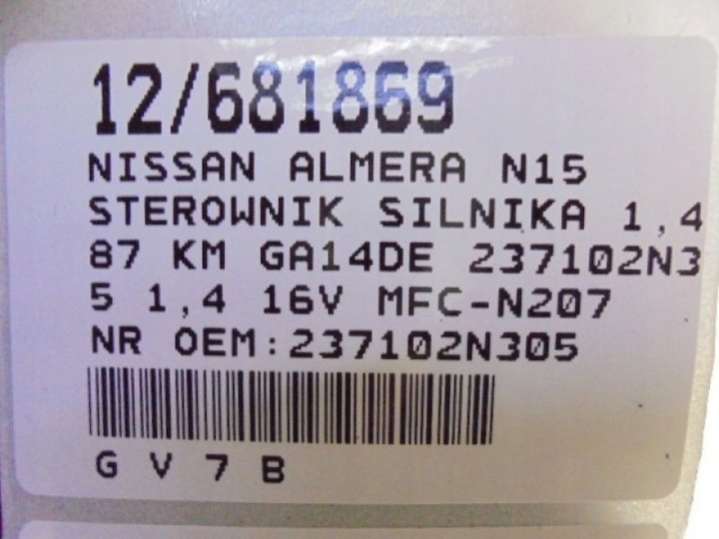 12/681869
NISSAN ALMERA N15
STEROWNIK SILNIKA 1,4
87 KM GA14DE 237102N3
5 1,4 16V MFC-N207
NR OEM:237102N305
G V 7 B